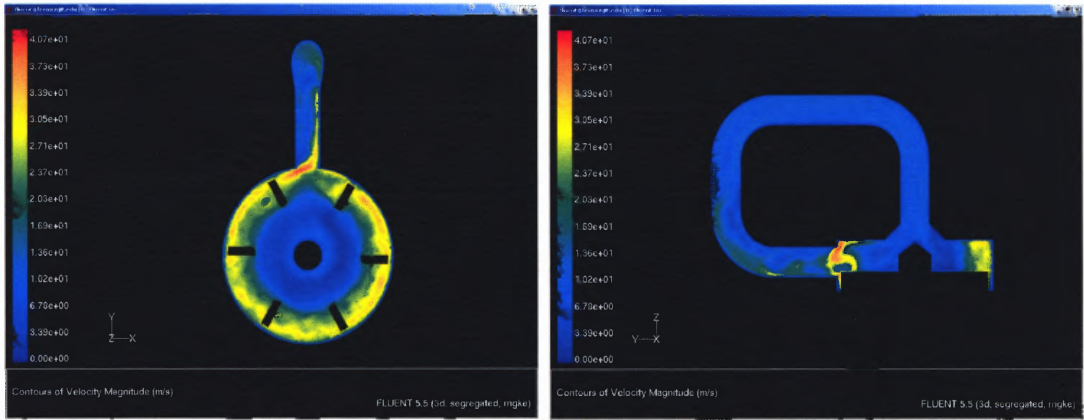 4.07e+01
3.73e+01
3.39e+01
3.05e+01
2.71e+01
2.37e+01
2.03e+01
1.69e+01
1.36e+01
1.02e+01
6.78e+00
3.39e+00
0.00e+00
Y
Z X
Contours of Velocity Magnitude (m/s)
FLUENT 5.5 (3d, segregated, rngke)
4.07e+01
3.73e+01
3.39e+01
3.05e+01
2.71e+01
2.37e+01
2.03e+01
1.69e+01
1.36e+01
1.02e+01
6.78e+00
3.39e+00
0.00e+00
Z
Y X
Contours of Velocity Magnitude (m/s)
FLUENT 5.5 (3d, segregated, rngke)